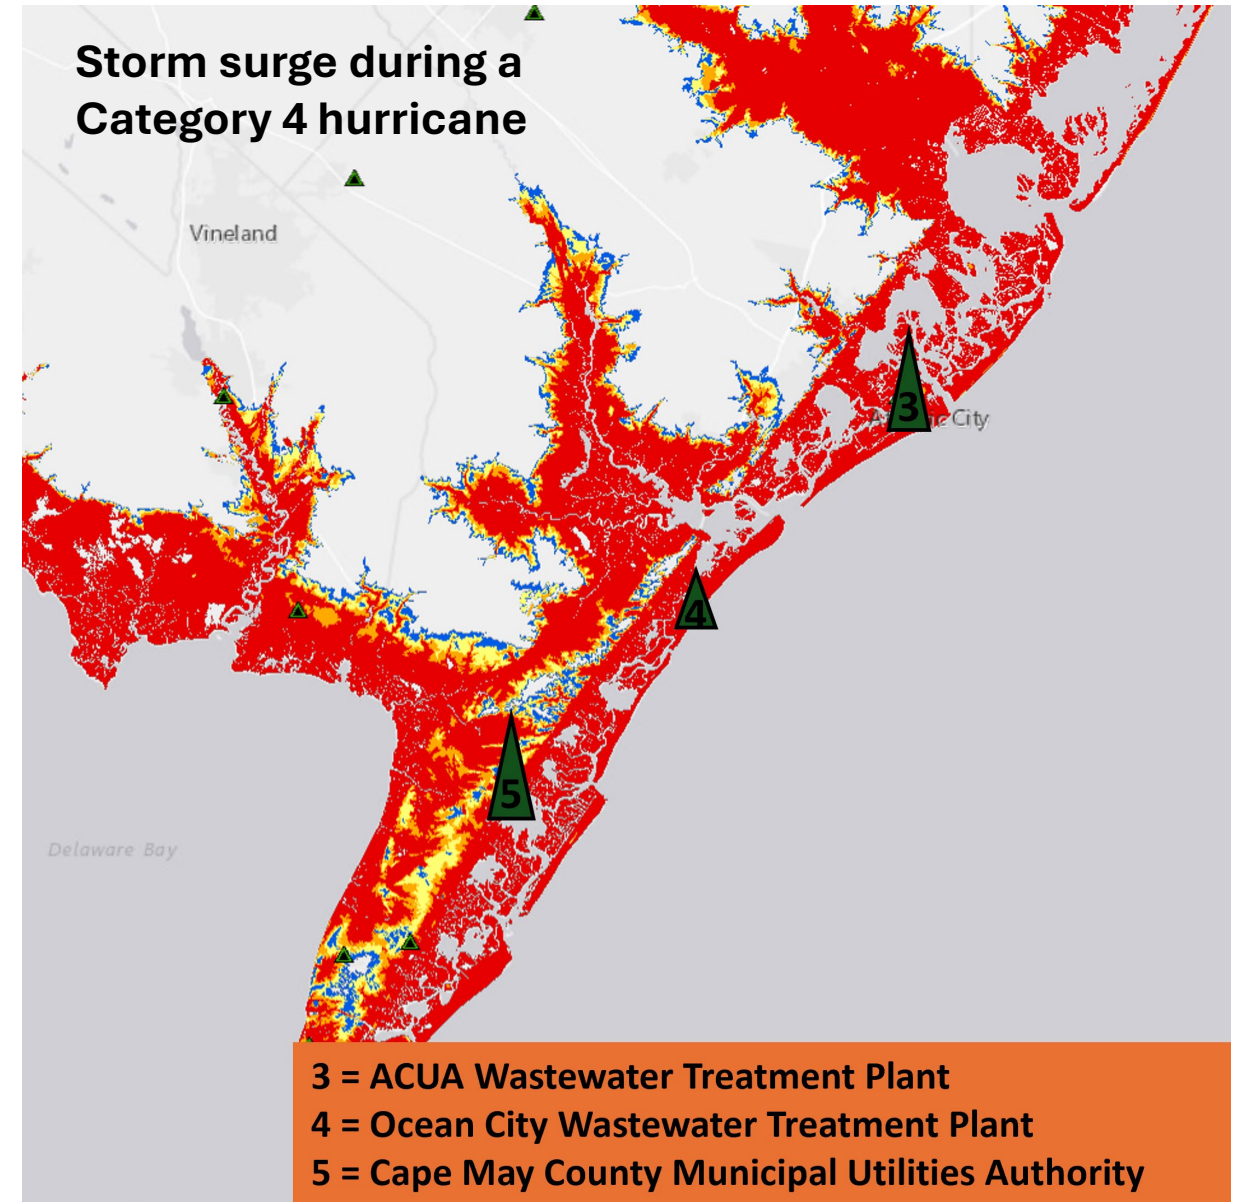 Storm surge during a
Category 4 hurricane
Vineland
3
City
4
5
Delaware Bay
3 = ACUA Wastewater Treatment Plant
4 = Ocean City Wastewater Treatment Plant
5 = Cape May County Municipal Utilities Authority